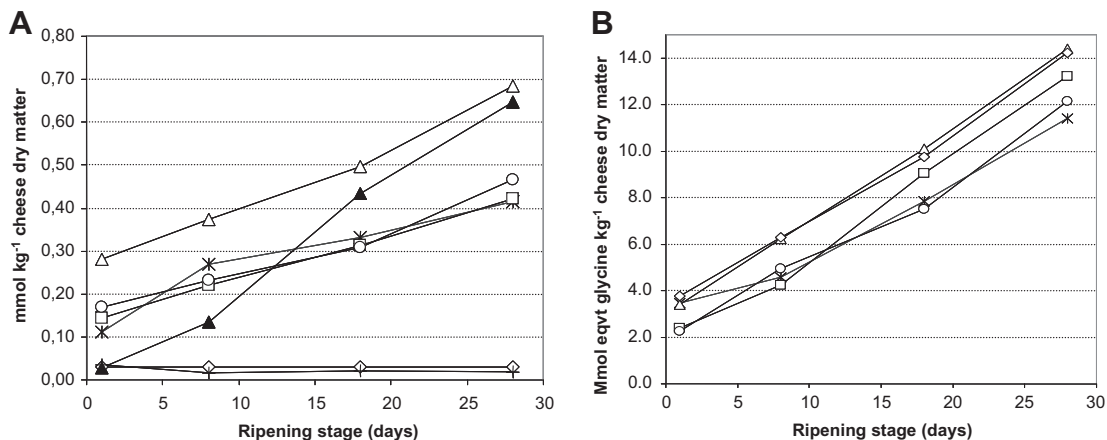 A
0,80
0,70
0,60
0,50
0,40
0,30
0,20
0,10
0,00
mmol kg-1 cheese dry matter
0 5 10 15 20 25 30
Ripening stage (days)
B
14.0
12.0
10.0
8.0
6.0
4.0
2.0
0.0
Mmol eqvt glycine kg-1 cheese dry matter
0 5 10 15 20 25 30
Ripening stage (days)